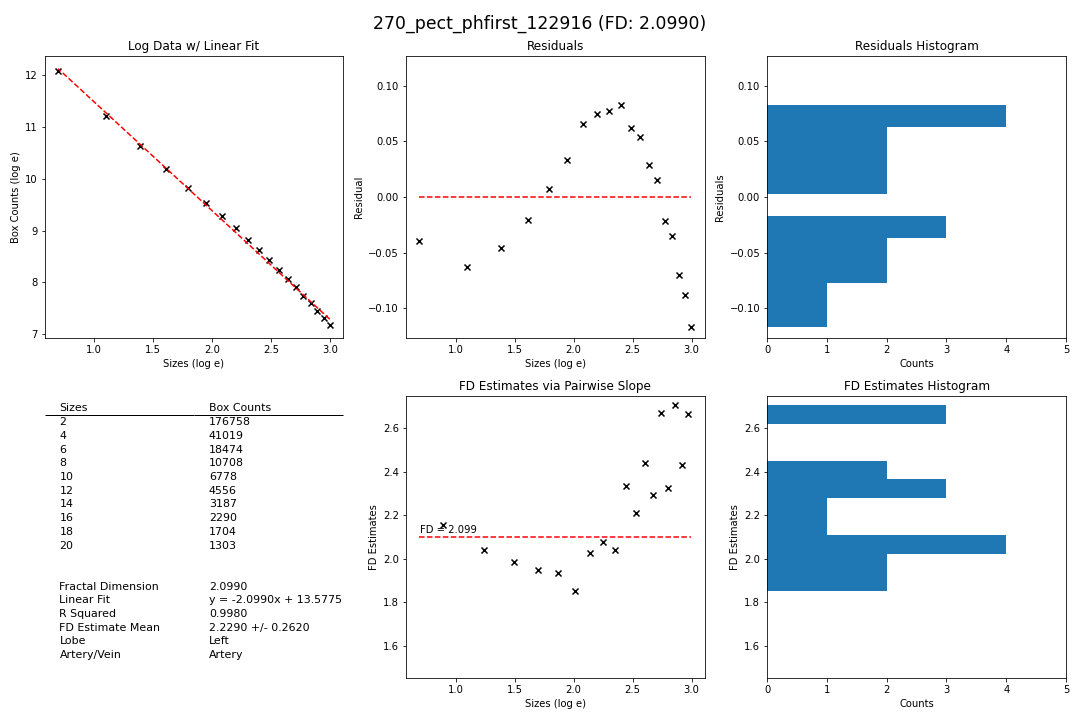 270_pect_phfirst_122916 (FD: 2.0990)
Log Data w/ Linear Fit
12
11
10
9
8
7
Box Counts (log e)
1.0 1.5 2.0 2.5 3.0
Sizes (log e)
Residuals
0.10
0.05
0.00
−0.05
−0.10
Residual
1.0 1.5 2.0 2.5 3.0
Sizes (log e)
Residuals Histogram
0.10
0.05
0.00
−0.05
−0.10
Residuals
0 1 2 3 4 5
Counts
Sizes Box Counts
2 176758
4 41019
6 18474
8 10708
10 6778
12 4556
14 3187
16 2290
18 1704
20 1303
Fractal Dimension 2.0990
Linear Fit y = -2.0990x + 13.5775
R Squared 0.9980
FD Estimate Mean 2.2290 +/- 0.2620
Lobe Left
Artery/Vein Artery
FD Estimates via Pairwise Slope
2.6
2.4
2.2
2.0
1.8
1.6
FD Estimates
FD = 2.099
1.0 1.5 2.0 2.5 3.0
Sizes (log e)
FD Estimates Histogram
2.6
2.4
2.2
2.0
1.8
1.6
FD Estimates
0 1 2 3 4 5
Counts